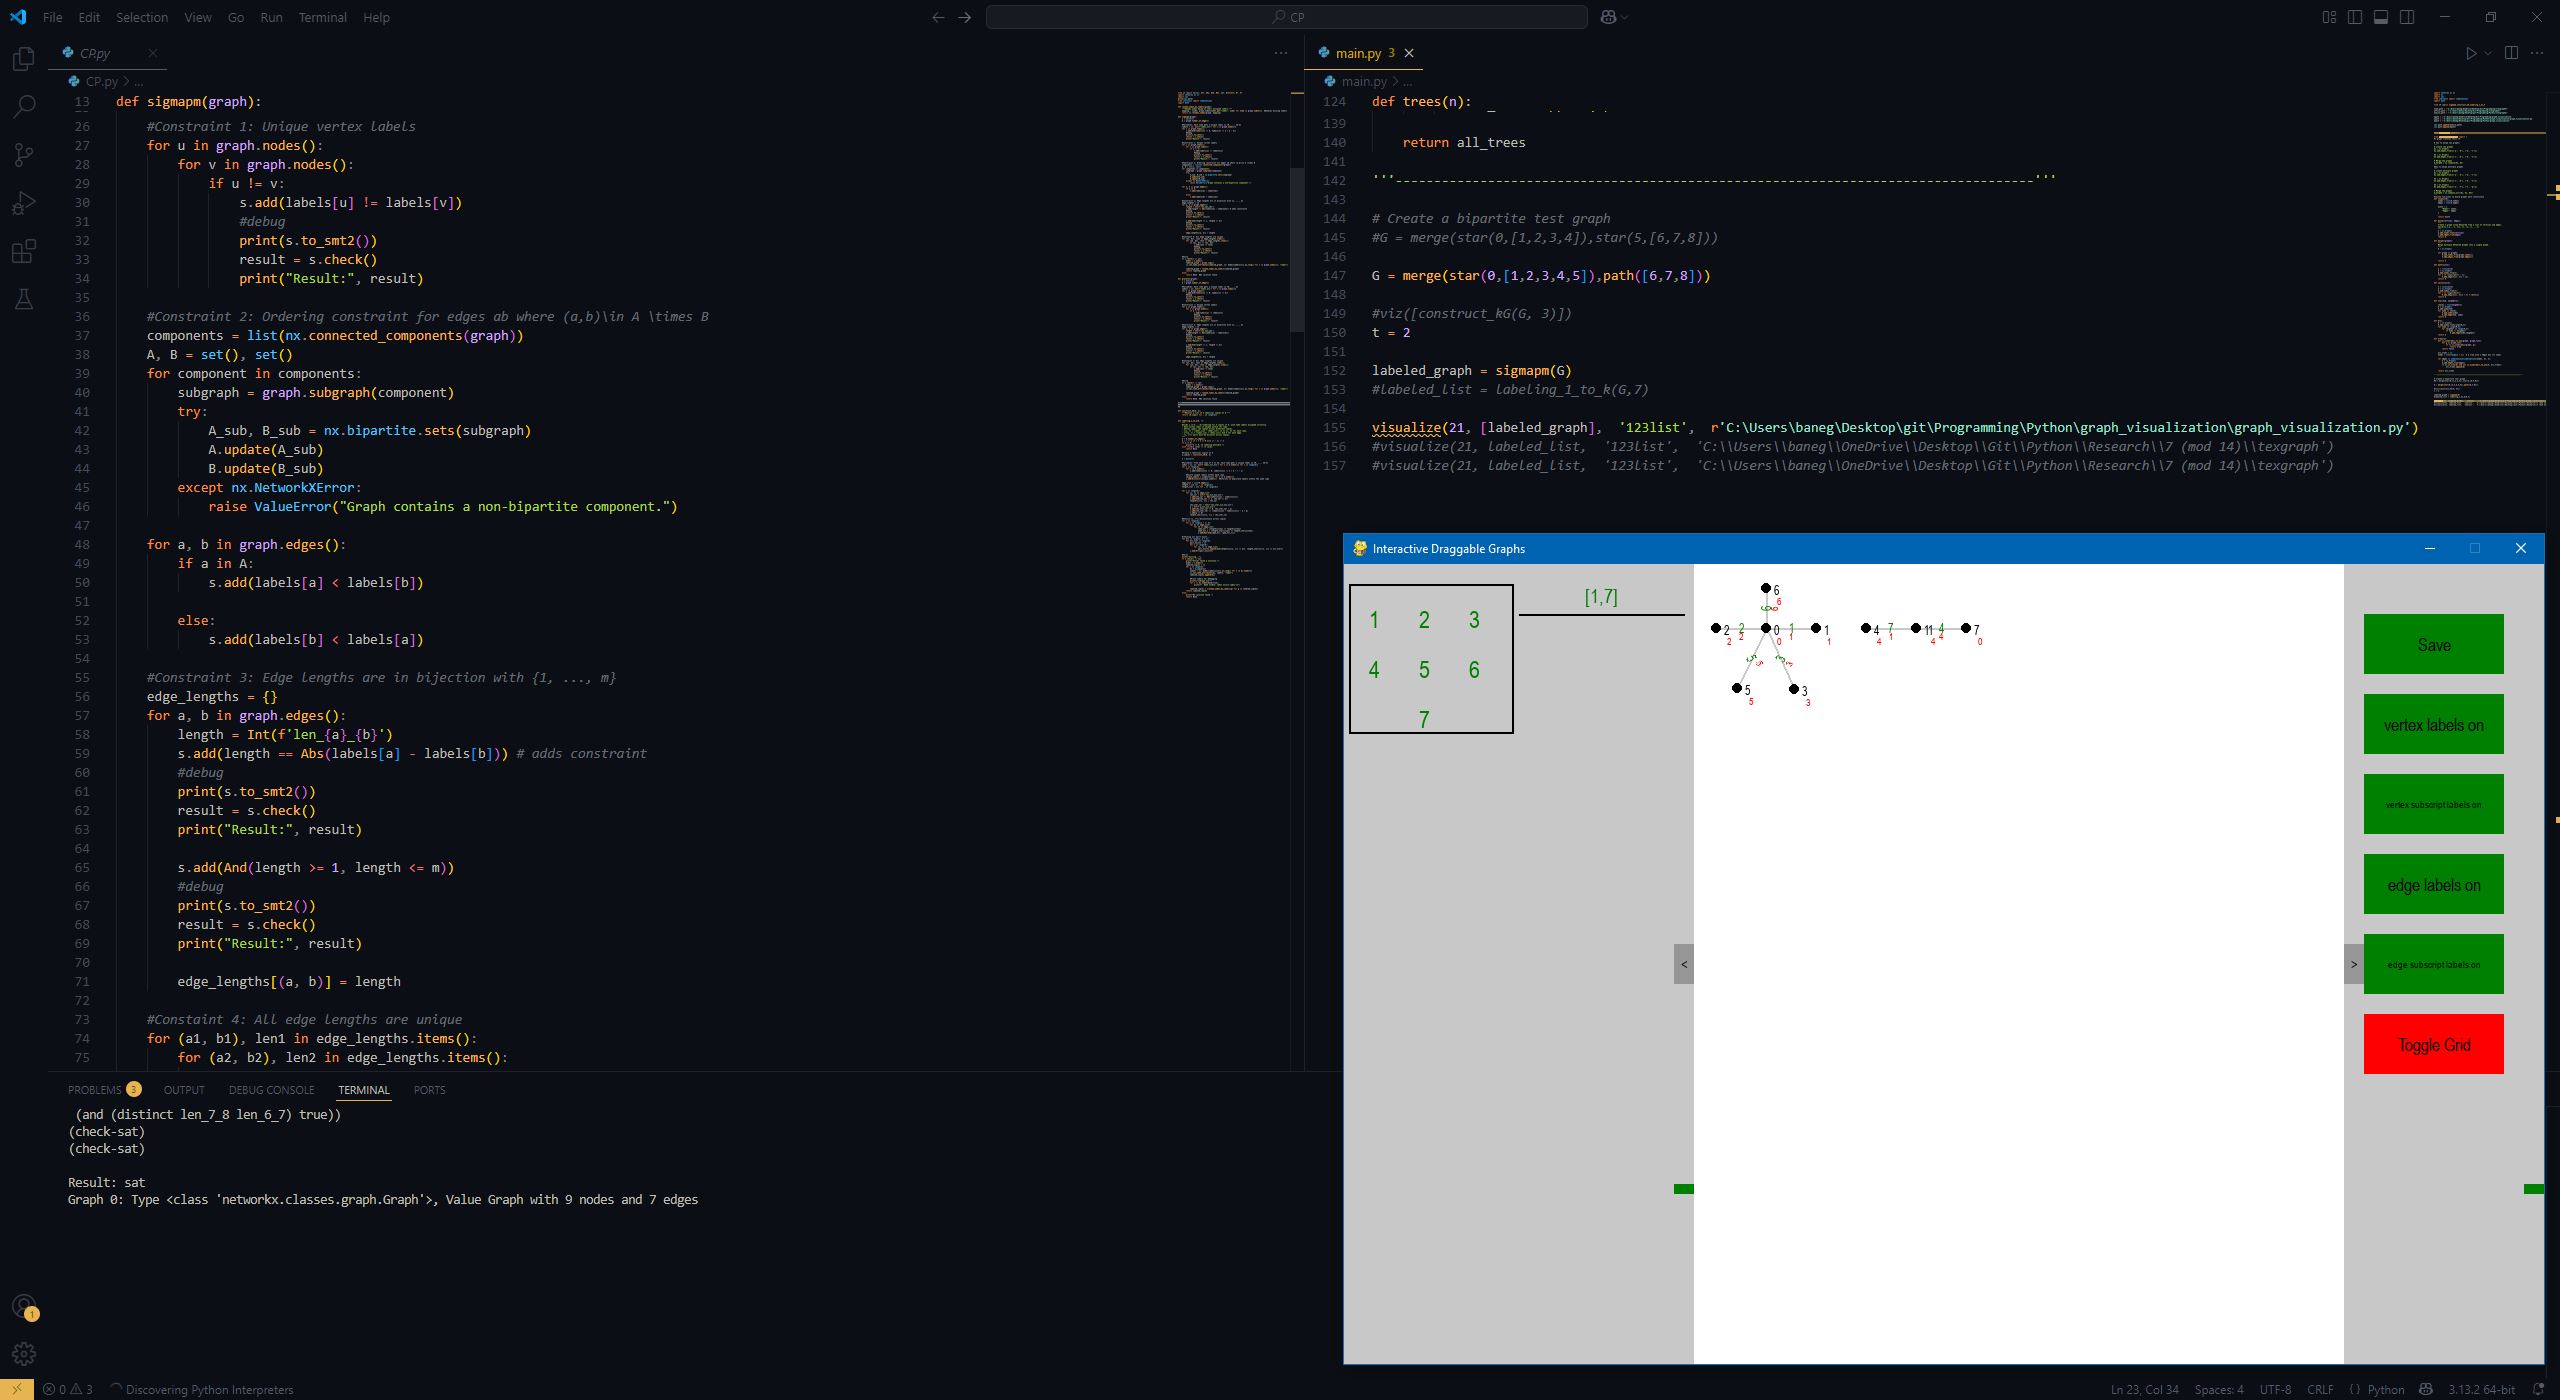 File Edit Selection View Go Run Terminal Help
CP
CP.py
CP.py > ...
13 def sigmapm(graph):
26 #Constraint 1: Unique vertex labels
27 for u in graph.nodes():
28 for v in graph.nodes():
29 if u != v:
30 s.add(labels[u] != labels[v])
31 #debug
32 print(s.to_smt2())
33 result = s.check()
34 print("Result:", result)
35
36 #Constraint 2: Ordering constraint for edges ab where (a,b)\in A \times B
37 components = list(nx.connected_components(graph))
38 A, B = set(), set()
39 for component in components:
40 subgraph = graph.subgraph(component)
41 try:
42 A_sub, B_sub = nx.bipartite.sets(subgraph)
43 A.update(A_sub)
44 B.update(B_sub)
45 except nx.NetworkXError:
46 raise ValueError("Graph contains a non-bipartite component.")
47
48 for a, b in graph.edges():
49 if a in A:
50 s.add(labels[a] < labels[b])
51
52 else:
53 s.add(labels[b] < labels[a])
54
55 #Constraint 3: Edge lengths are in bijection with {1, ..., m}
56 edge_lengths = {}
57 for a, b in graph.edges():
58 length = Int(f'len_{a}_{b}')
59 s.add(length == Abs(labels[a] - labels[b])) # adds constraint
60 #debug
61 print(s.to_smt2())
62 result = s.check()
63 print("Result:", result)
64
65 s.add(And(length >= 1, length <= m))
66 #debug
67 print(s.to_smt2())
68 result = s.check()
69 print("Result:", result)
70
71 edge_lengths[(a, b)] = length
72
73 #Constaint 4: All edge lengths are unique
74 for (a1, b1), len1 in edge_lengths.items():
75 for (a2, b2), len2 in edge_lengths.items():
main.py 3
main.py > ...
124 def trees(n):
139
140 return all_trees
141
142 '''-----------------------------------------------------------------------------------'''
143
144 # Create a bipartite test graph
145 #G = merge(star(0,[1,2,3,4]),star(5,[6,7,8]))
146
147 G = merge(star(0,[1,2,3,4,5]),path([6,7,8]))
148
149 #viz([construct_kG(G, 3)])
150 t = 2
151
152 labeled_graph = sigmapm(G)
153 #labeled_list = labeling_1_to_k(G,7)
154
155 visualize(21, [labeled_graph], '123list', r'C:\Users\baneg\Desktop\git\Programming\Python\graph_visualization\graph_visualization.py')
156 #visualize(21, labeled_list, '123list', 'C:\\Users\\baneg\\OneDrive\\Desktop\\Git\\Python\\Research\\7 (mod 14)\\texgraph')
157 #visualize(21, labeled_list, '123list', 'C:\\Users\\baneg\\OneDrive\\Desktop\\Git\\Python\\Research\\7 (mod 14)\\texgraph')
Interactive Draggable Graphs
1 2 3
4 5 6
7
[1,7]
6
6
2 2 0 1 1 4 7 11 4 7
2 2 0 1 1 4 1 4 4 0
5 3
5 3
<
>
Save
vertex labels on
vertex subscript labels on
edge labels on
edge subscript labels on
Toggle Grid
PROBLEMS 3 OUTPUT DEBUG CONSOLE TERMINAL PORTS
(and (distinct len_7_8 len_6_7) true))
(check-sat)
(check-sat)
Result: sat
Graph 0: Type <class 'networkx.classes.graph.Graph'>, Value Graph with 9 nodes and 7 edges
1
0 3 Discovering Python Interpreters
Ln 23, Col 34 Spaces: 4 UTF-8 CRLF {} Python 3.13.2 64-bit